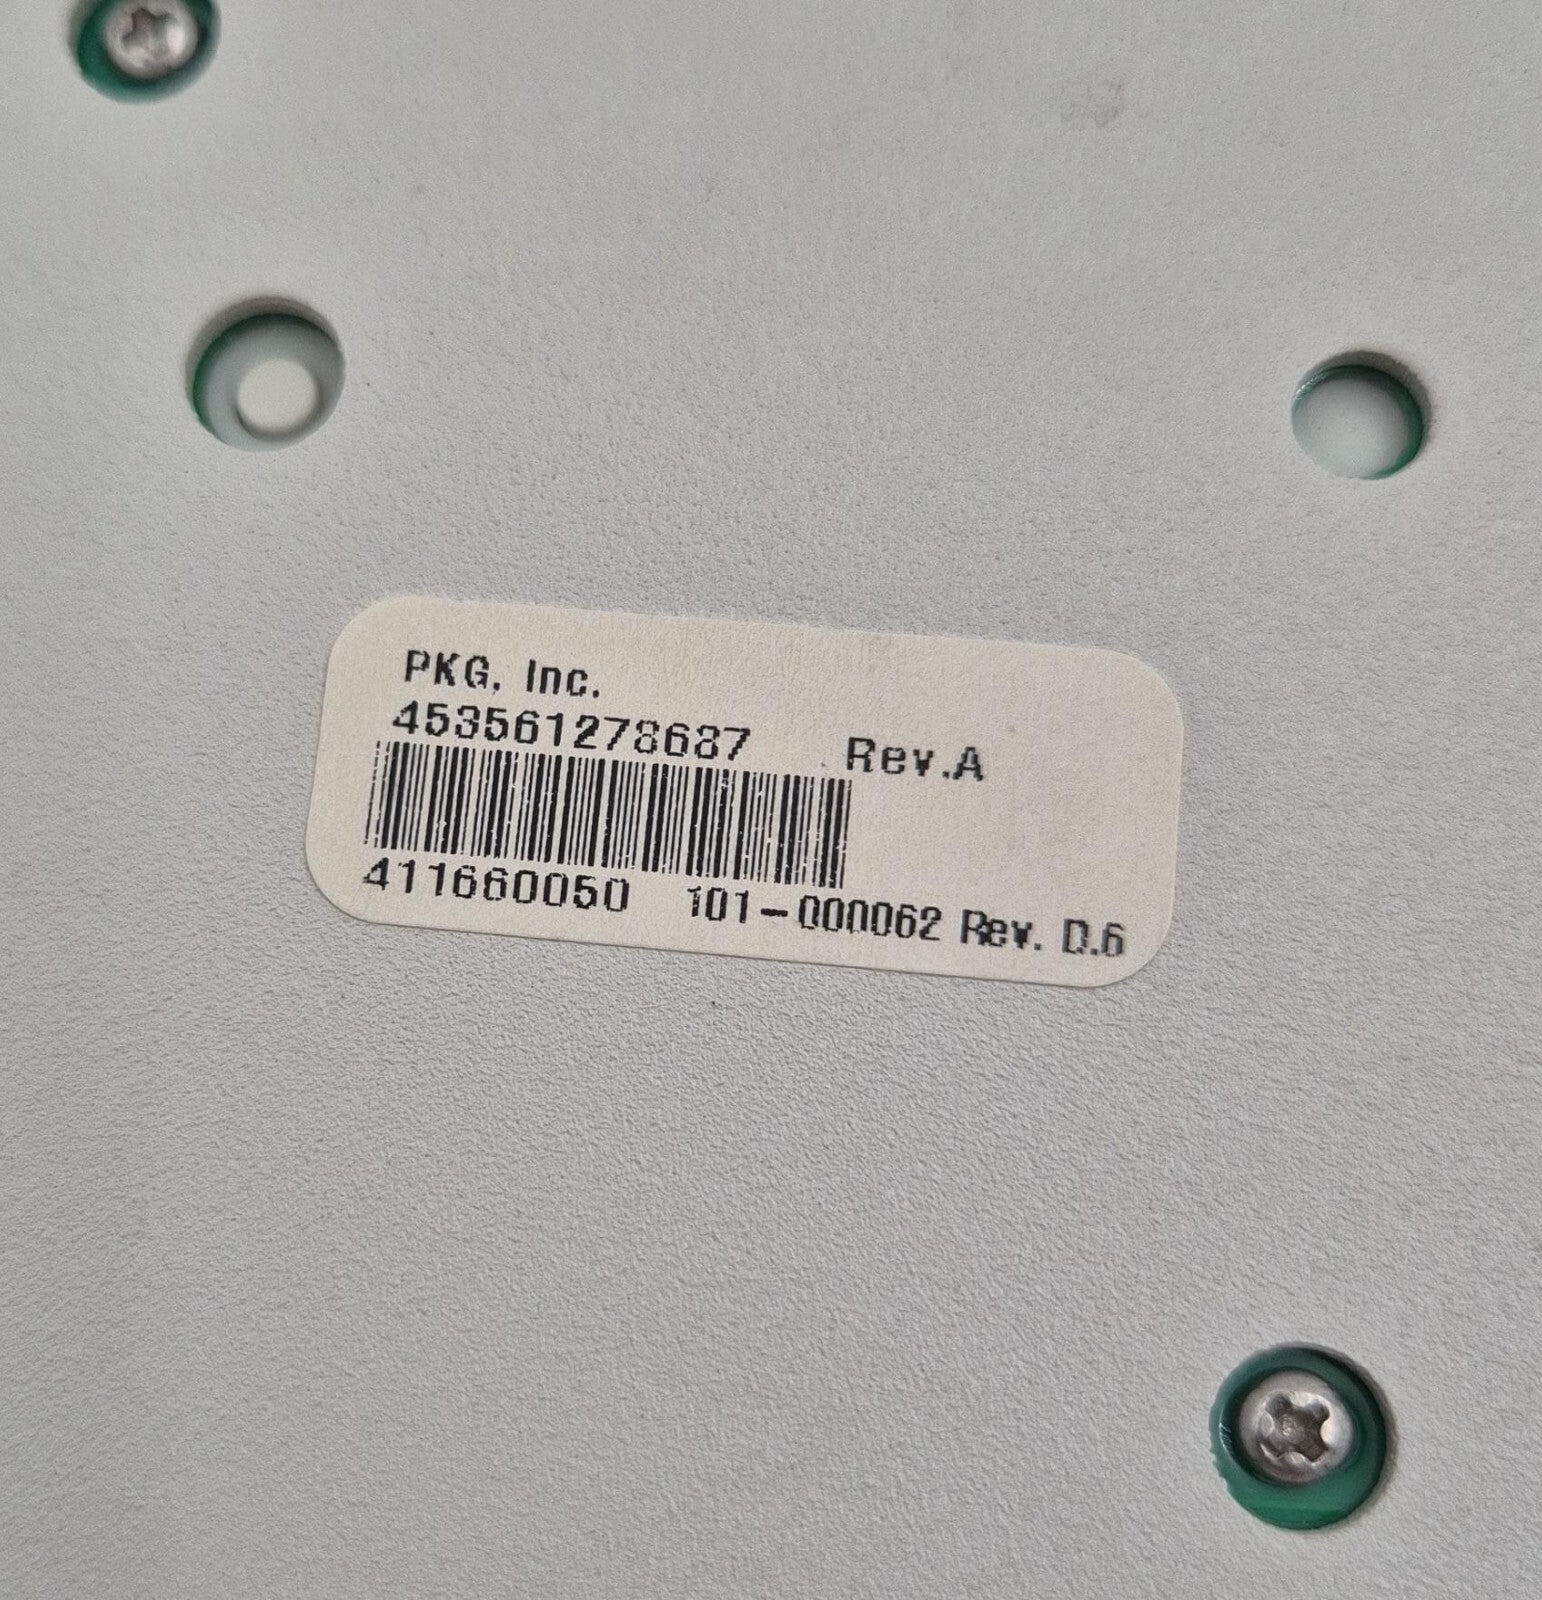 PKG, Inc.
453561278687 Rev.A
411660050 101-000062 Rev. D.6